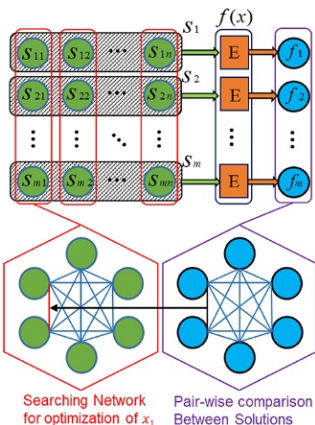 S1 f(x)
S11 S12 ... S1n E f1
S2
S21 S22 ... S2n E f2
Sm
Sm1 Sm2 ... Smn E fm
Searching Network
for optimization of x1
Pair-wise comparison
Between Solutions